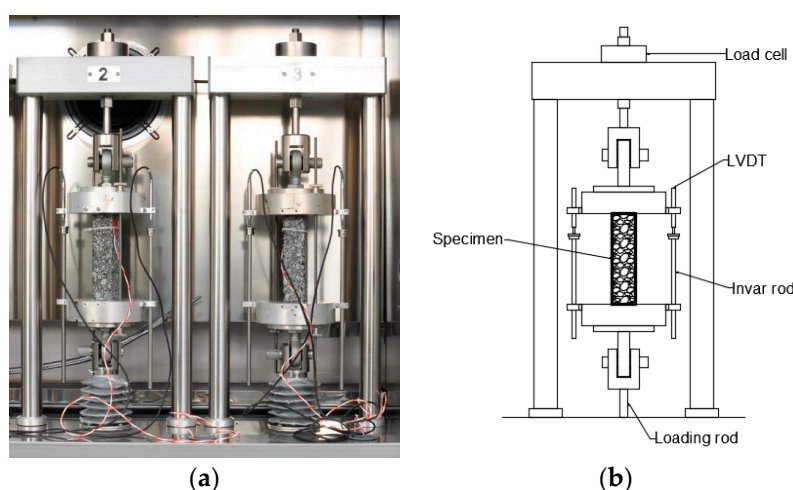 2
3
Load cell
LVDT
Specimen
Invar rod
Loading rod
(a)
(b)